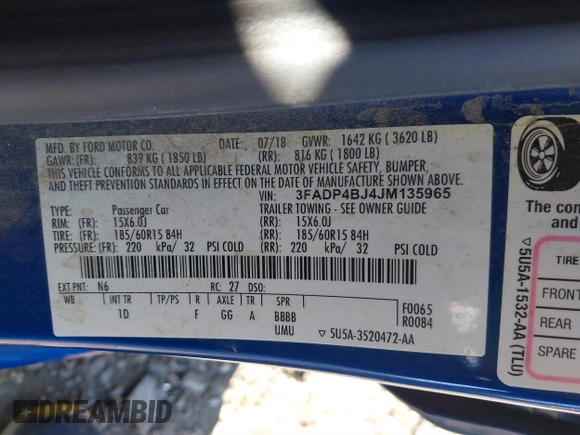 MFD. BY FORD MOTOR CO.   DATE: 07/18   GVWR: 1642 KG ( 3620 LB)
GAWR:(FR): 839 KG ( 1850 LB)   (RR): 816 KG ( 1800 LB)
THIS VEHICLE CONFORMS TO ALL APPLICABLE FEDERAL MOTOR VEHICLE SAFETY, BUMPER,
AND THEFT PREVENTION STANDARDS IN EFFECT ON THE DATE OF MANUFACTURE SHOWN ABOVE.
VIN: 3FADP4BJ4JM135965
TYPE: Passenger Car   TRAILER TOWING - SEE OWNER GUIDE
RIM: (FR): 15X6.0J   (RR): 15X6.0J
TIRE: (FR): 185/60R15 84H   (RR): 185/60R15 84H
PRESSURE: (FR): 220 kPa/ 32 PSI COLD   (RR): 220 kPa/ 32 PSI COLD
EXT PNT: N6   RC: 27   DSO:
WB   INT TR   TP/PS   R   AXLE   TR   SPR
1D   F   GG   A   BBBB
UMU
F0065
R0084
▽ 5U5A-3520472-AA
The con
▽5U5A-1532-AA (TLU)
TIRE
FRONT
REAR
SPARE
DREAMBID